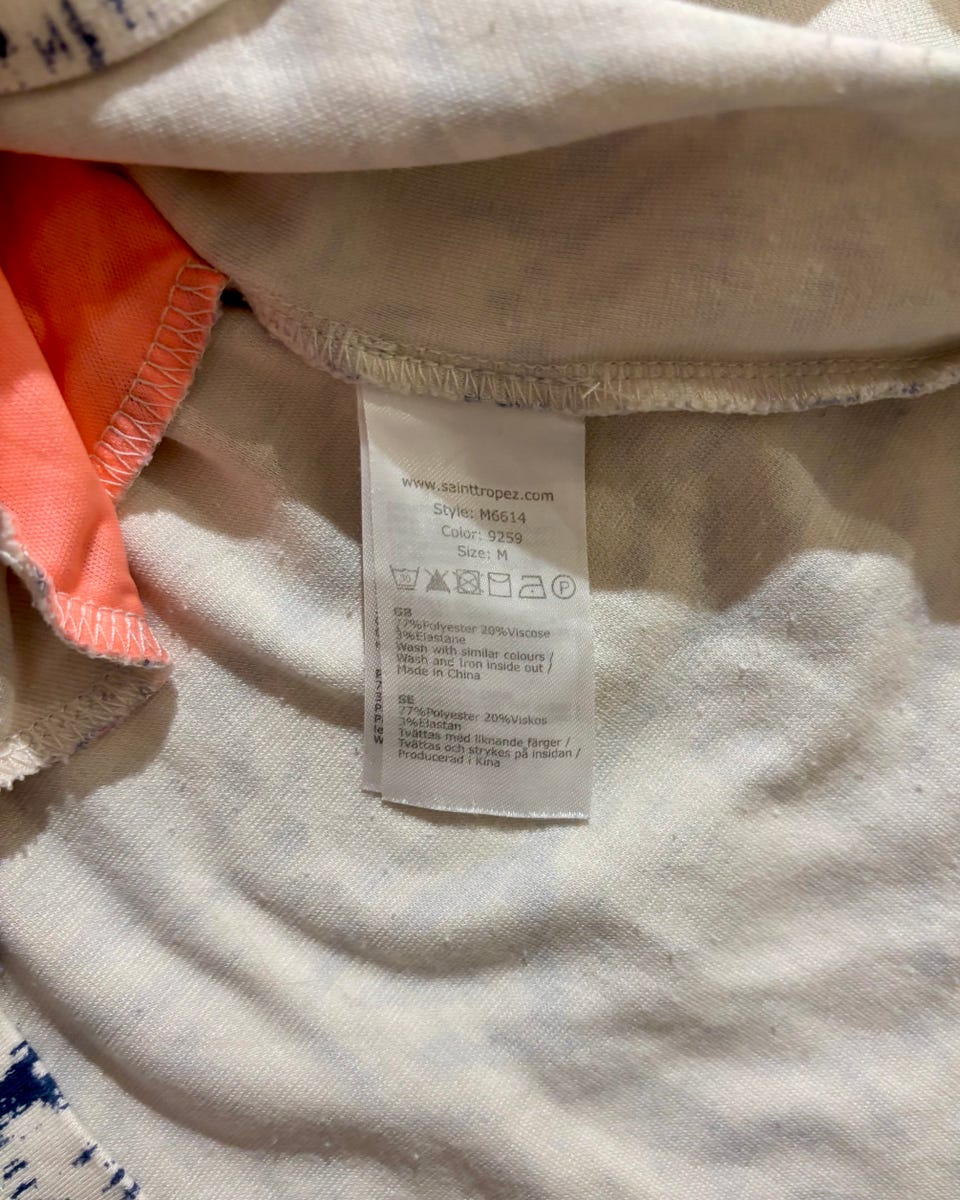 www.sainttropez.com
Style: M6614
Color: 9259
Size: M
30
P
GB
77%Polyester 20%Viscose
3%Elastane
Wash with similar colours /
Wash and Iron inside out /
Made in China
SE
77%Polyester 20%Viskos
3%Elastan
Tvättas med liknande färger /
Tvättas och strykes på insidan /
Producerad i Kina